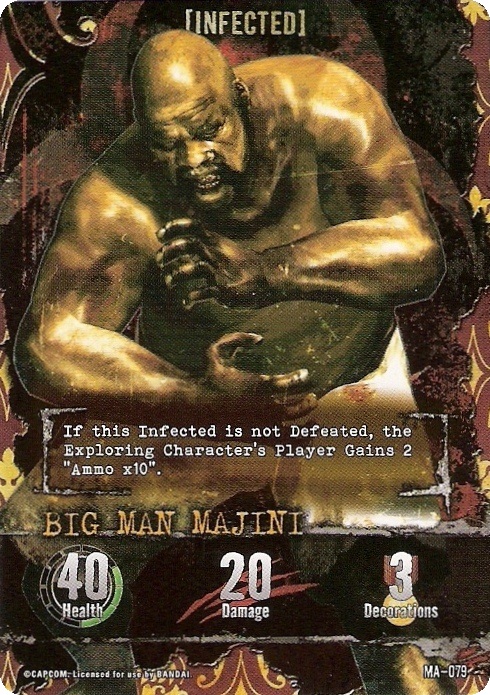 [INFECTED]
If this Infected is not Defeated, the
Exploring Character's Player Gains 2
"Ammo x10".
BIG MAN MAJINI
40 20 3
Health Damage Decorations
©CAPCOM. Licensed for use by BANDAI. MA-079